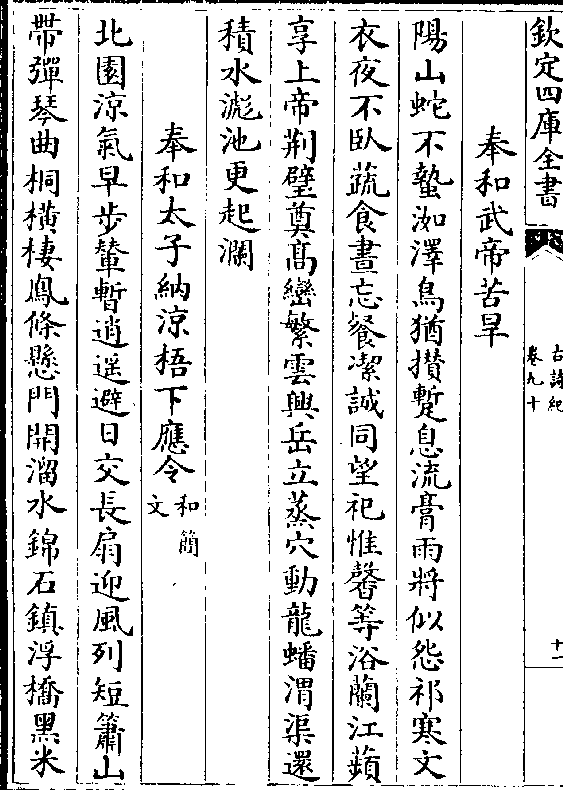 欽定四庫全書
古詩紀
卷九十
十一
奉和武帝苦旱
陽山蛇不蟄洳澤鳥猶攅蹔息流膏雨將似怨祁寒文
衣夜不臥蔬食晝忘餐潔誠同望祀惟馨等浴蘭江蘋
享上帝荆璧奠髙巒繁雲興岳立蒸穴動龍蟠渭渠還
積水滮池更起瀾
奉和太子納涼梧下應令和簡文
北園涼氣早步輦暫逍遥避日交長扇迎風列短簫山
帶彈琴曲桐横棲鳳條懸門開溜水錦石鎮浮橋黑米